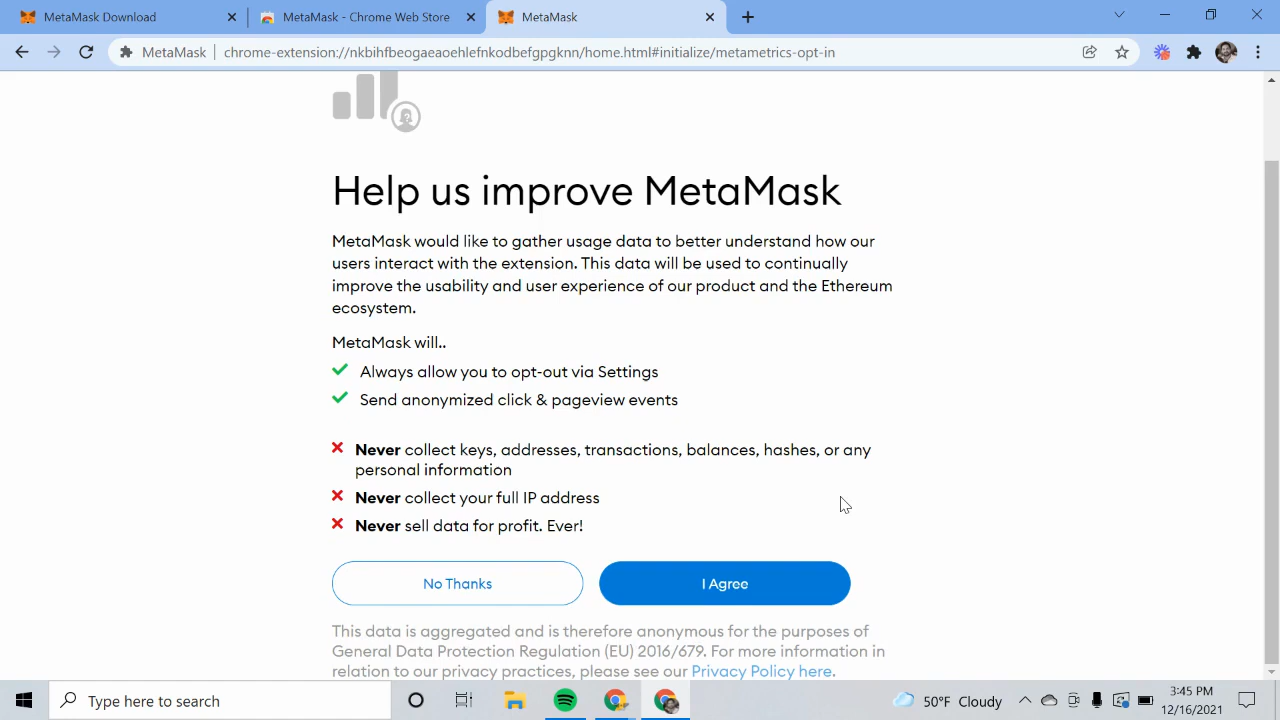 MetaMask Download
MetaMask - Chrome Web Store
MetaMask
MetaMask
chrome-extension://nkbihfbeogaeaoehlefnkodbefgpgknn/home.html#initialize/metametrics-opt-in
Help us improve MetaMask
MetaMask would like to gather usage data to better understand how our
users interact with the extension. This data will be used to continually
improve the usability and user experience of our product and the Ethereum
ecosystem.
MetaMask will..
Always allow you to opt-out via Settings
Send anonymized click & pageview events
Never collect keys, addresses, transactions, balances, hashes, or any
personal information
Never collect your full IP address
Never sell data for profit. Ever!
No Thanks
I Agree
This data is aggregated and is therefore anonymous for the purposes of
General Data Protection Regulation (EU) 2016/679. For more information in
relation to our privacy practices, please see our Privacy Policy here.
Type here to search
50°F Cloudy
3:45 PM
12/16/2021